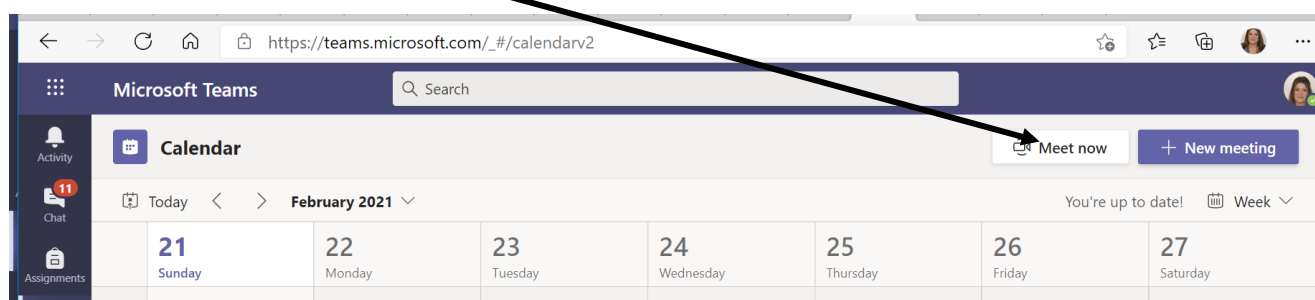 https://teams.microsoft.com/_#/calendarv2
Microsoft Teams
Search
Activity
Calendar
Meet now
+ New meeting
11
Chat
Today
February 2021
You're up to date!
Week
Assignments
21
22
23
24
25
26
27
Sunday
Monday
Tuesday
Wednesday
Thursday
Friday
Saturday